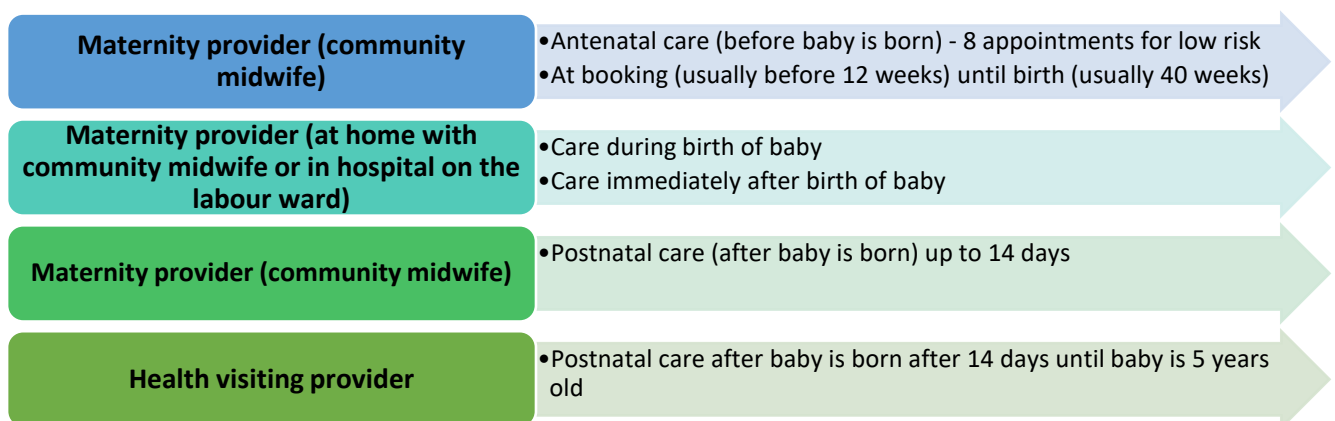 Maternity provider (community
midwife)
•Antenatal care (before baby is born) - 8 appointments for low risk
•At booking (usually before 12 weeks) until birth (usually 40 weeks)
Maternity provider (at home with
community midwife or in hospital on the
labour ward)
•Care during birth of baby
•Care immediately after birth of baby
Maternity provider (community midwife)
•Postnatal care (after baby is born) up to 14 days
Health visiting provider
•Postnatal care after baby is born after 14 days until baby is 5 years
old